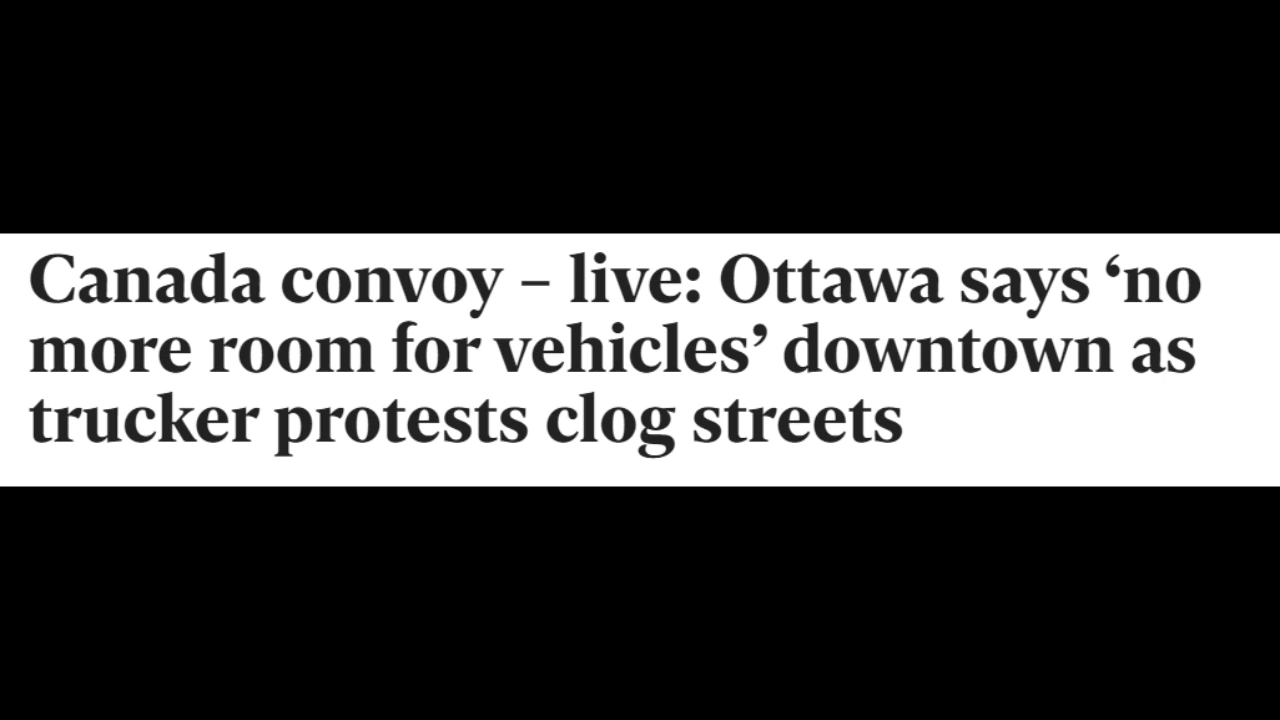 Canada convoy – live: Ottawa says ‘no
more room for vehicles’ downtown as
trucker protests clog streets